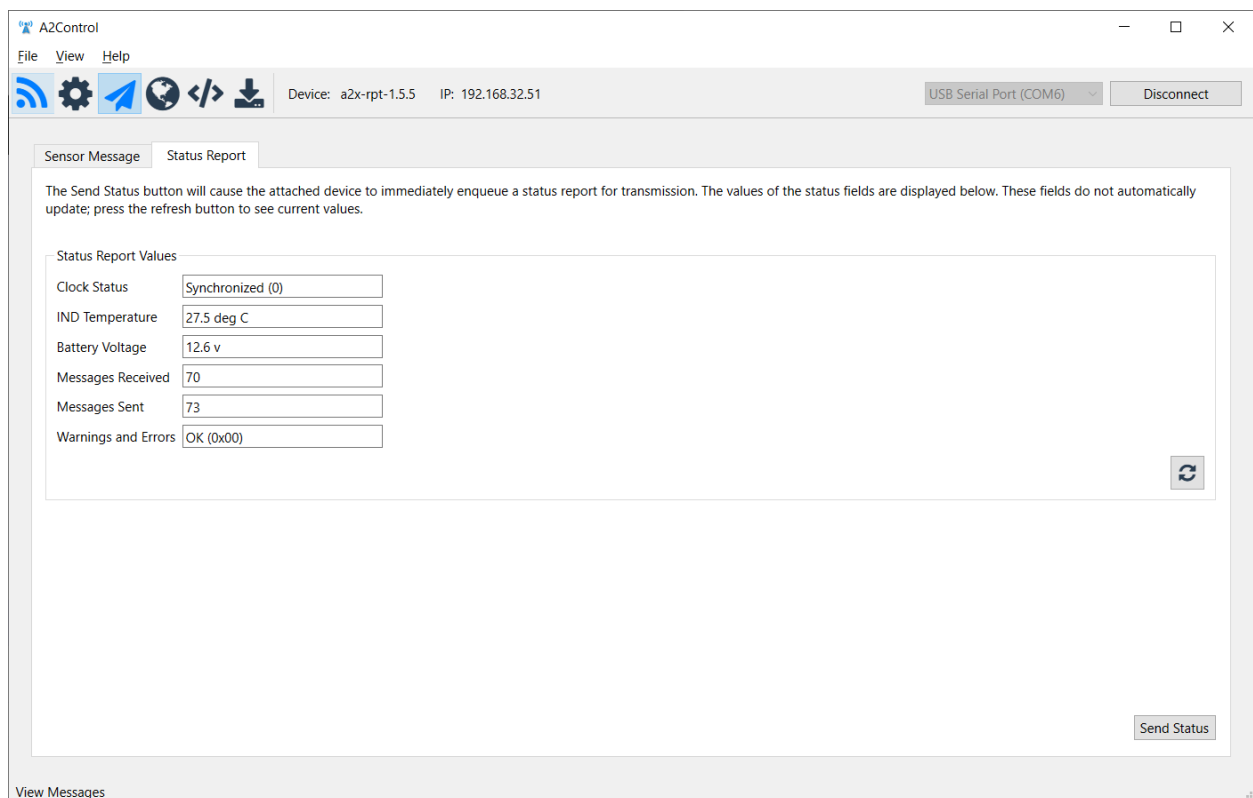 A2Control
File View Help
Device: a2x-rpt-1.5.5 IP: 192.168.32.51 USB Serial Port (COM6) Disconnect
Sensor Message Status Report
The Send Status button will cause the attached device to immediately enqueue a status report for transmission. The values of the status fields are displayed below. These fields do not automatically
update; press the refresh button to see current values.
Status Report Values
Clock Status Synchronized (0)
IND Temperature 27.5 deg C
Battery Voltage 12.6 v
Messages Received 70
Messages Sent 73
Warnings and Errors OK (0x00)
Send Status
View Messages